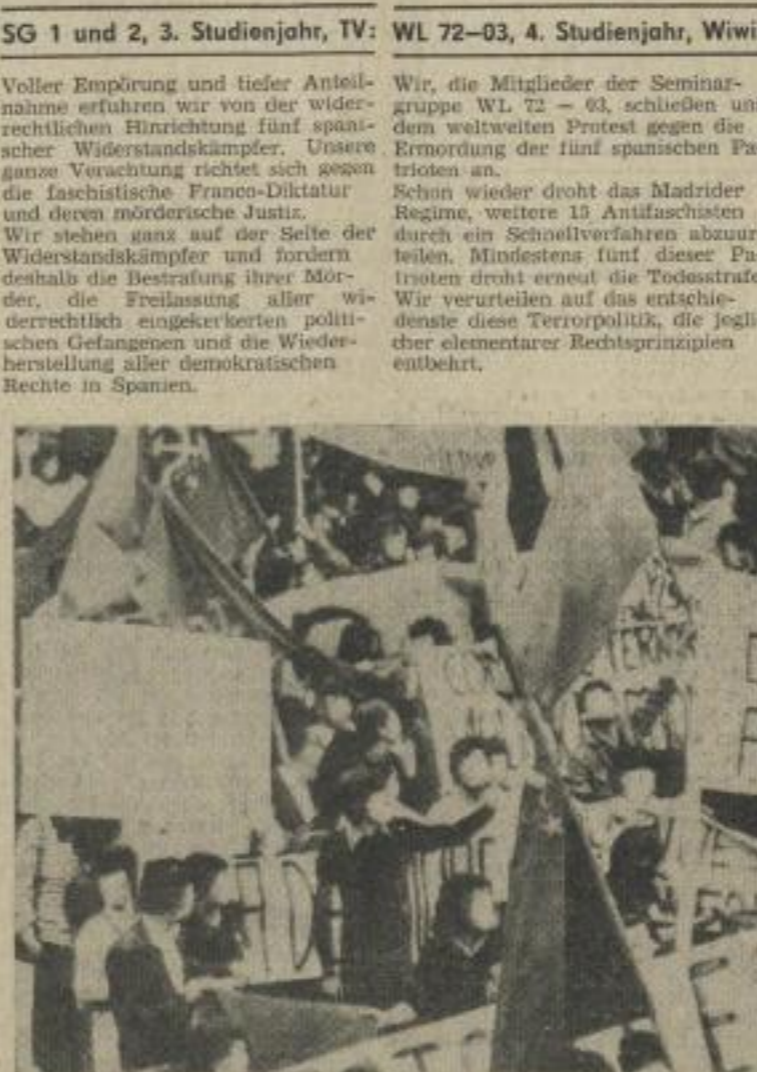 SG 1 und 2, 3. Studienjahr, TV:
Voller Empörung und tiefer Anteil-
nahme erfuhren wir von der wider-
rechtlichen Hinrichtung fünf spani-
scher Widerstandskämpfer. Unsere
ganze Verachtung richtet sich gegen
die faschistische Franco-Diktatur
und deren mörderische Justiz.
Wir stehen ganz auf der Seite der
Widerstandskämpfer und fordern
deshalb die Bestrafung ihrer Mör-
der, die Freilassung aller wi-
derrechtlich eingekerkerten politi-
schen Gefangenen und die Wieder-
herstellung aller demokratischen
Rechte in Spanien.
WL 72–03, 4. Studienjahr, Wiwi
Wir, die Mitglieder der Seminar-
gruppe WL 72 – 03, schließen uns
dem weltweiten Protest gegen die
Ermordung der fünf spanischen Pa-
trioten an.
Schon wieder droht das Madrider
Regime, weitere 15 Antifaschisten
durch ein Schnellverfahren abzuur
teilen. Mindestens fünf dieser Pa
trioten droht erneut die Todesstrafe
Wir verurteilen auf das entschie-
denste diese Terrorpolitik, die jegli
cher elementarer Rechtsprinzipien
entbehrt.